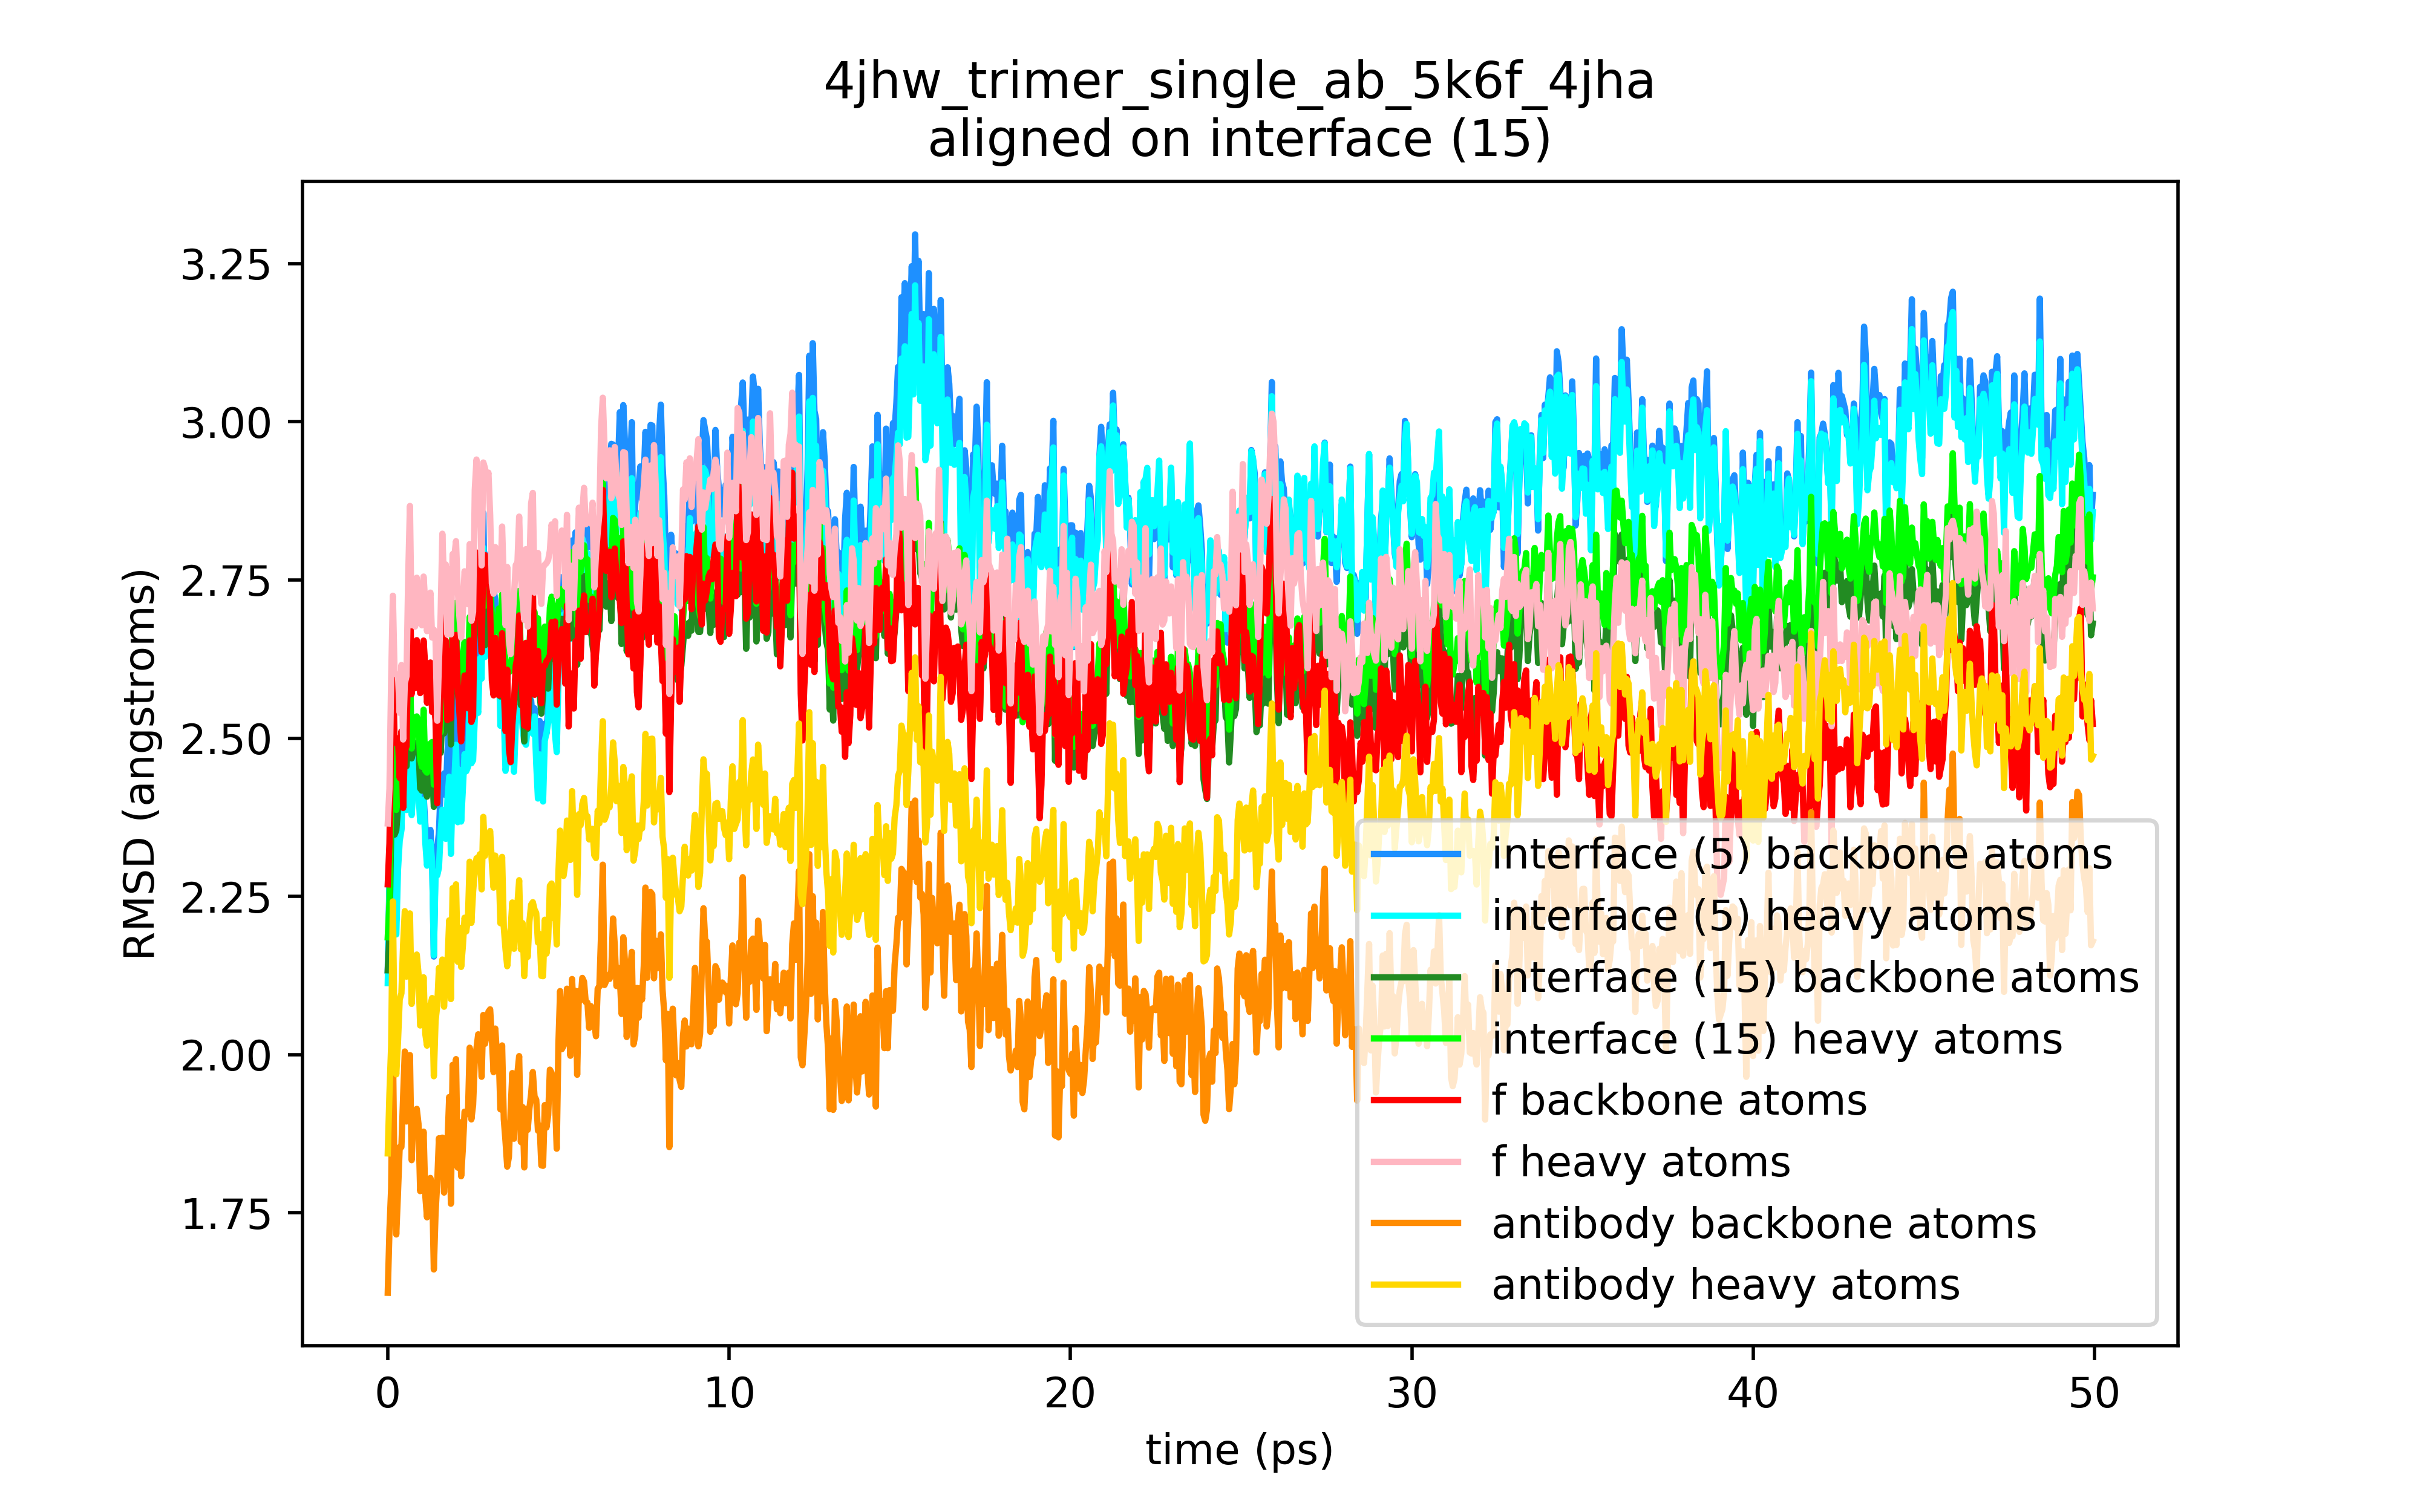 4jhw_trimer_single_ab_5k6f_4jha
aligned on interface (15)
RMSD (angstroms)
3.25
3.00
2.75
2.50
2.25
2.00
1.75
interface (5) backbone atoms
interface (5) heavy atoms
interface (15) backbone atoms
interface (15) heavy atoms
f backbone atoms
f heavy atoms
antibody backbone atoms
antibody heavy atoms
0 10 20 30 40 50
time (ps)